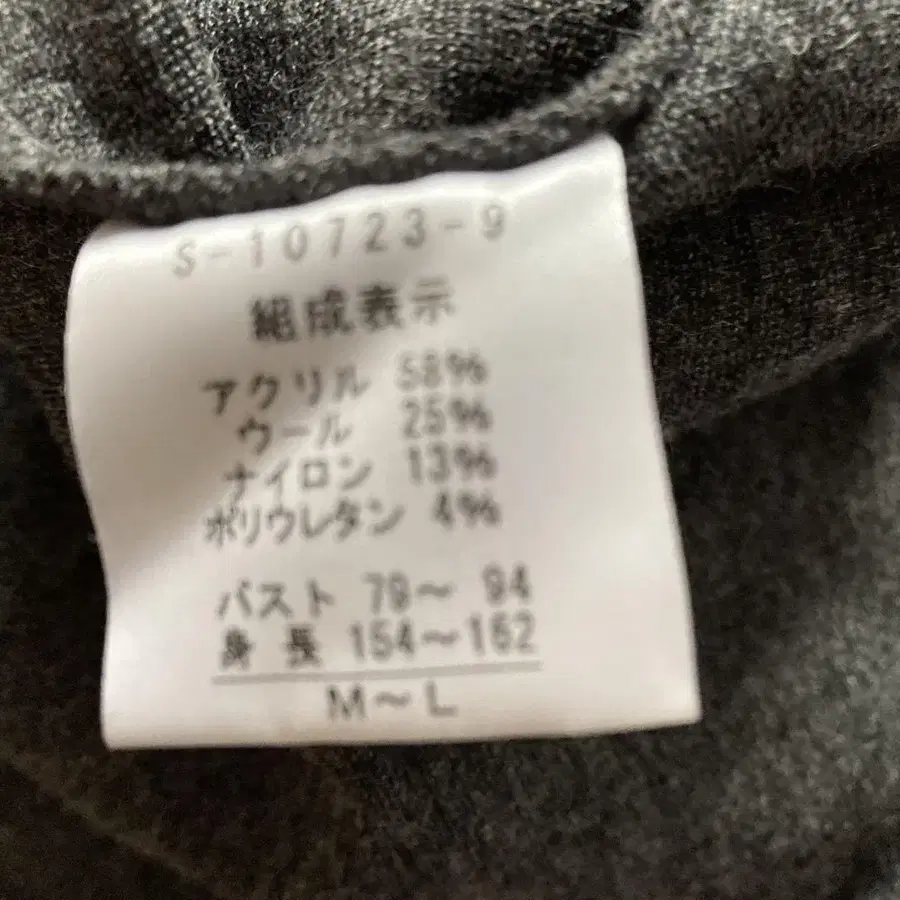 S-10723-9
組成表示
アクリル 58%
ウール 25%
ナイロン 13%
ポリウレタン 4%
バスト 79〜 94
身 長 154〜162
M〜L